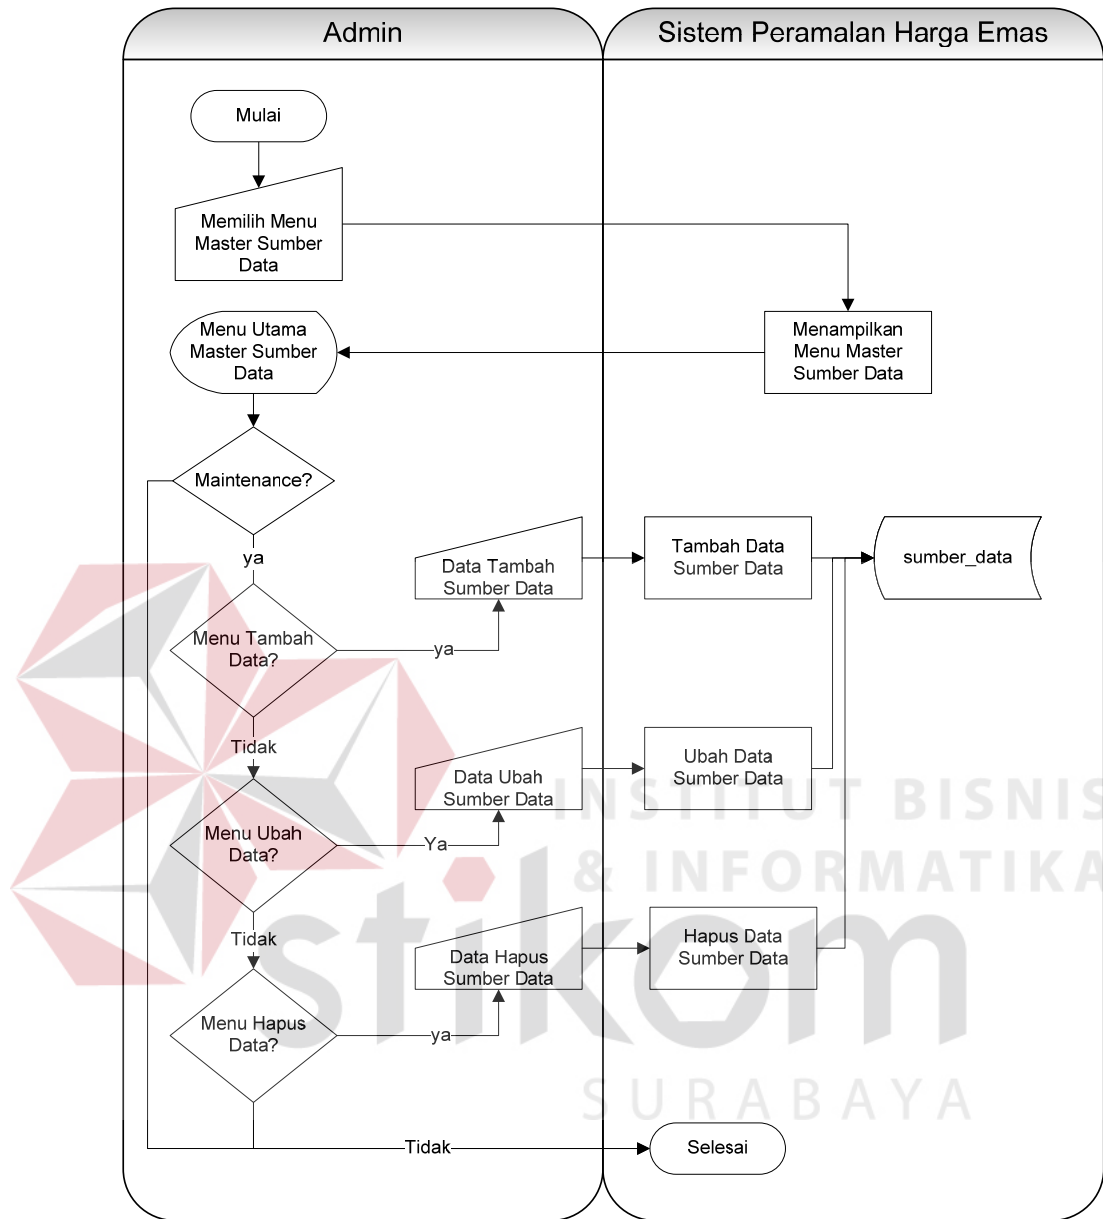 Admin
Sistem Peramalan Harga Emas
Mulai
Memilih Menu
Master Sumber
Data
Menu Utama
Master Sumber
Data
Menampilkan
Menu Master
Sumber Data
Maintenance?
ya
Data Tambah
Sumber Data
Tambah Data
Sumber Data
sumber_data
Menu Tambah
Data?
ya
Tidak
Data Ubah
Sumber Data
Ubah Data
Sumber Data
Menu Ubah
Data?
Ya
Tidak
Data Hapus
Sumber Data
Hapus Data
Sumber Data
Menu Hapus
Data?
ya
Tidak
Selesai
INSTITUT BISNIS
& INFORMATIKA
stikom
SURABAYA